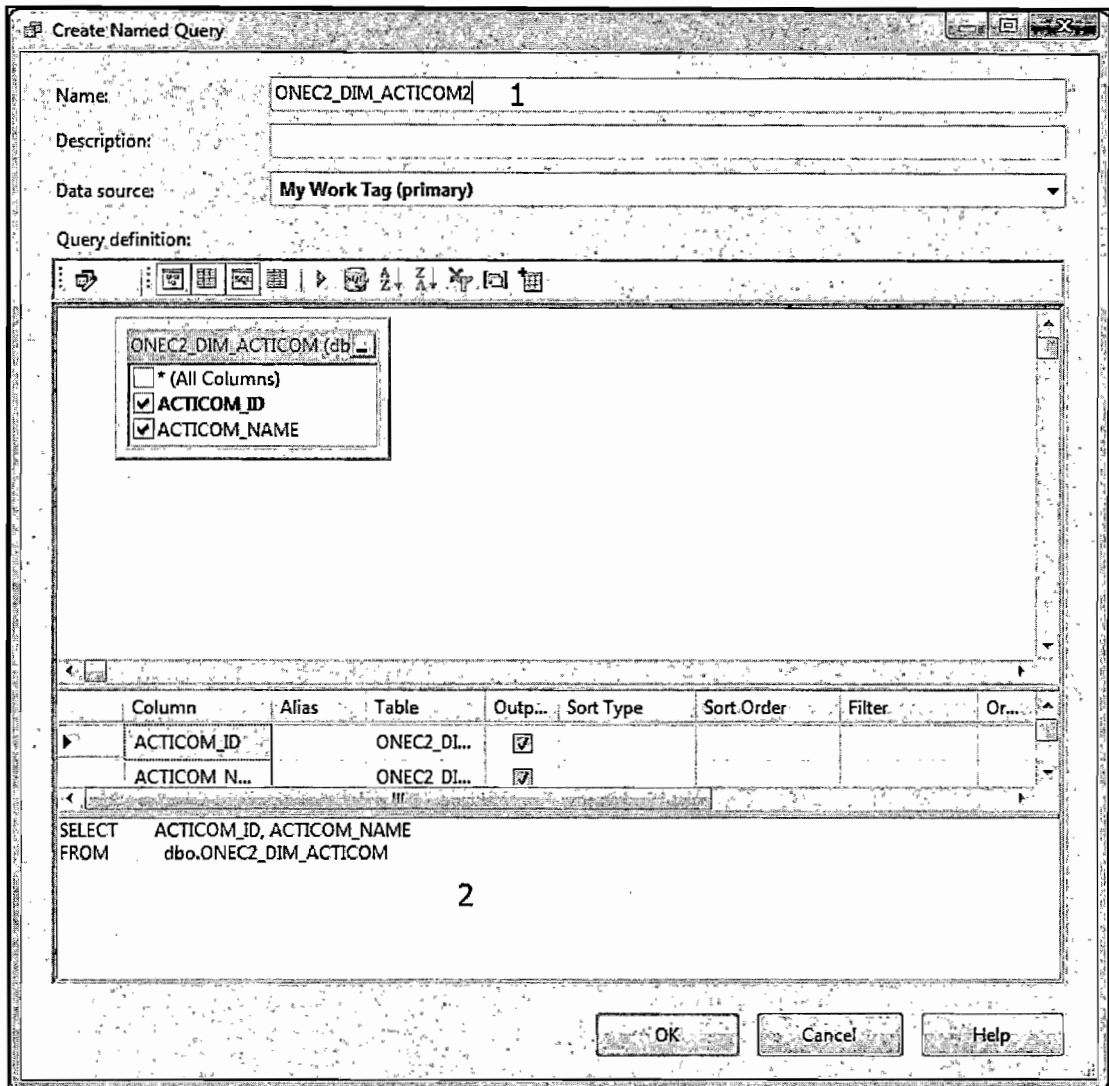 Create Named Query
Name: ONEC2_DIM_ACTICOM2 1
Description:
Data source: My Work Tag (primary)
Query definition:
ONEC2_DIM_ACTICOM (db
* (All Columns)
ACTICOM_ID
ACTICOM_NAME
Column Alias Table Outp... Sort Type Sort Order Filter Or...
ACTICOM_ID ONEC2_DI...
ACTICOM_N... ONEC2_DI...
SELECT ACTICOM_ID, ACTICOM_NAME
FROM dbo.ONEC2_DIM_ACTICOM
2
OK Cancel Help